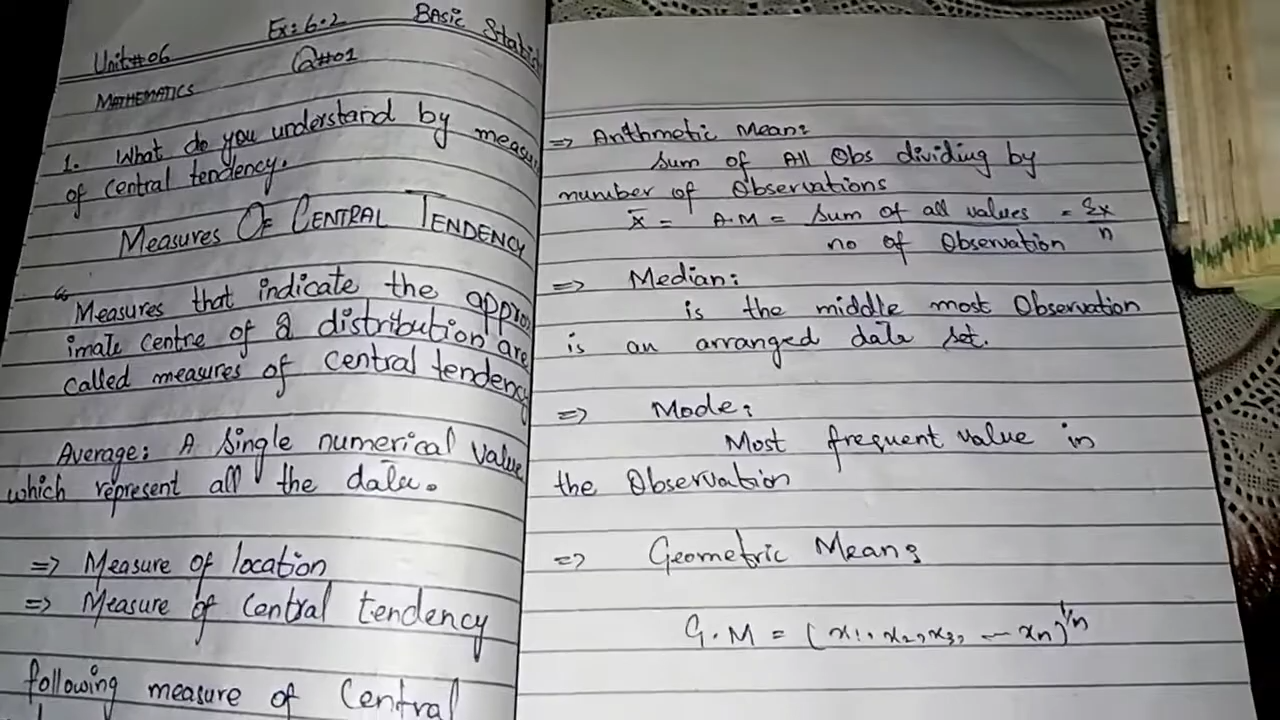 Unit#06 Ex:6.2 Basic Statis
Q#01
MATHEMATICS
1. What do you understand by measu
of central tendency.
MEASURES OF CENTRAL TENDENCY
"Measures that indicate the appro
imate centre of a distribution are
called measures of central tendency
Average: A single numerical value
which represent all the data.
=> Measure of location
=> Measure of central tendency
following measure of Central
=> Arithmetic Mean:
Sum of All Obs dividing by
number of Observations
x̄ = A.M = Sum of all values = Σx
no of Observation n
=> Median:
is the middle most Observation
is an arranged data set.
=> Mode:
Most frequent value in
the Observation
=> Geometric Mean:
G.M = (x1, x2, x3, — xn)^1/n